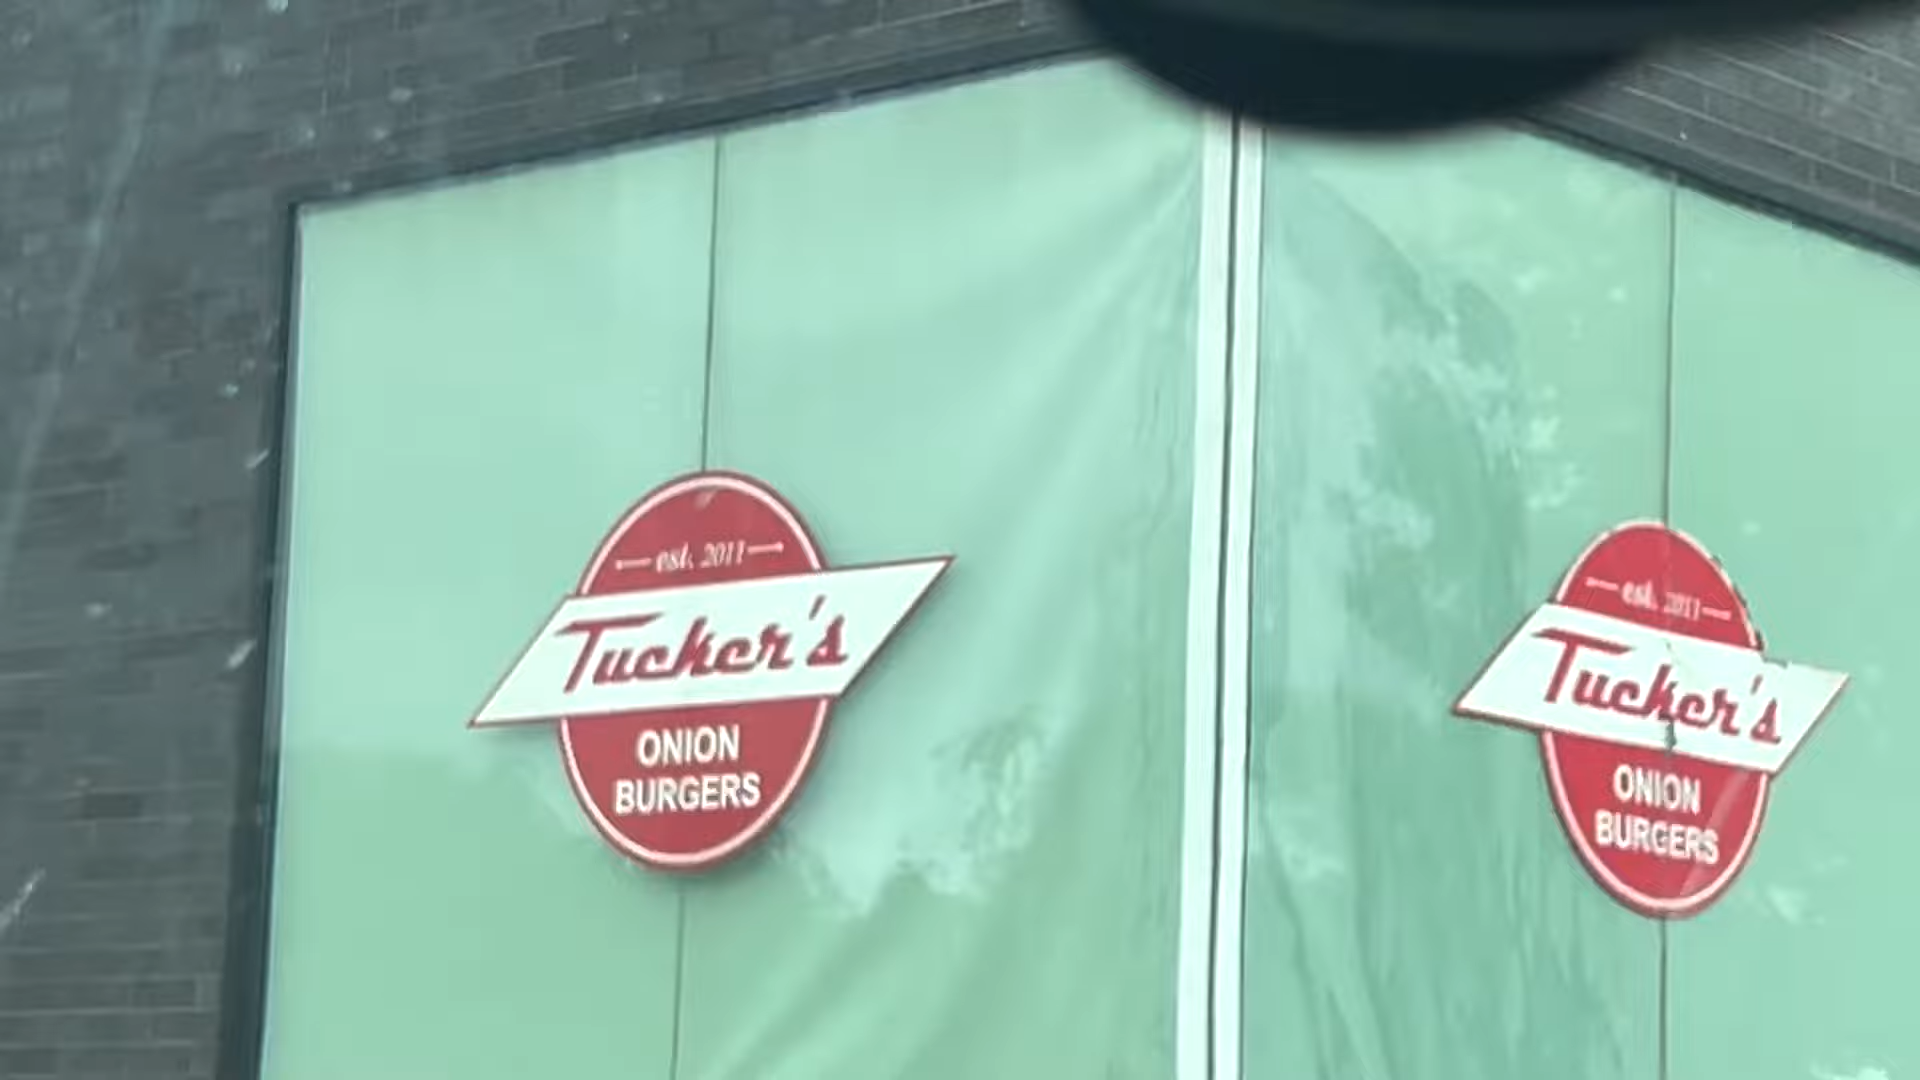 est. 2011
Tucker's
ONION
BURGERS
est. 2011
Tucker's
ONION
BURGERS